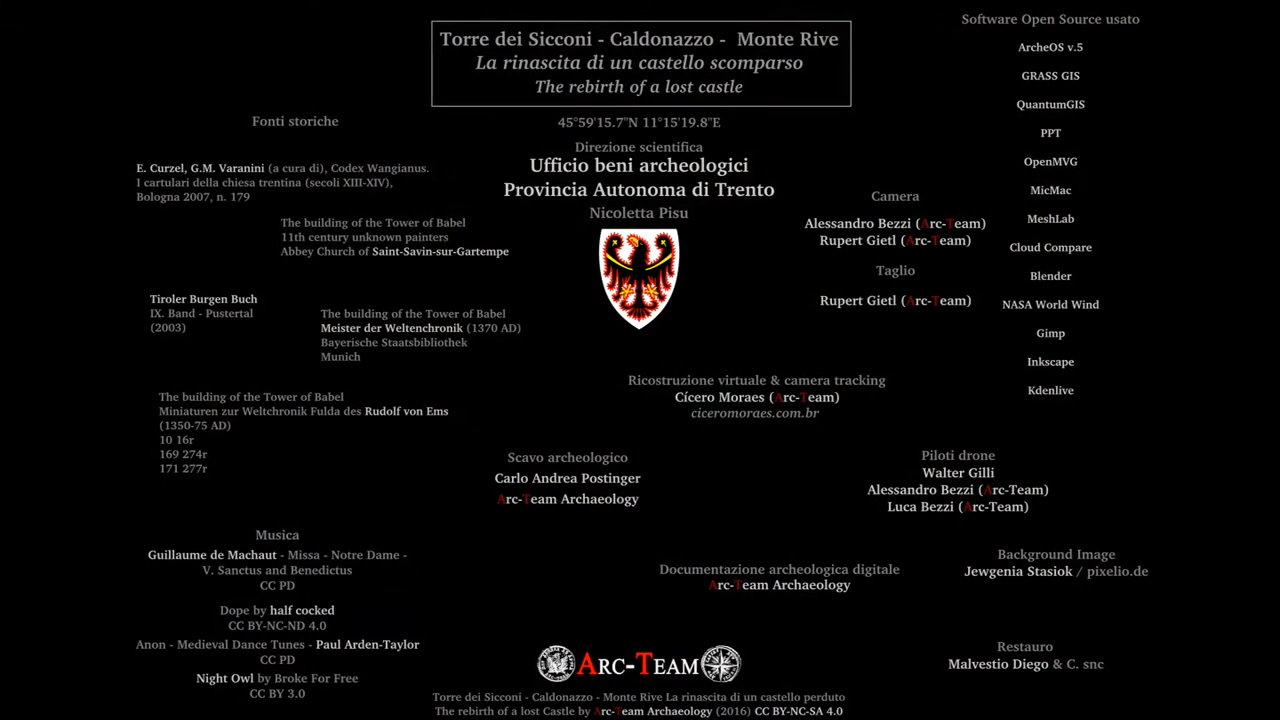 Torre dei Sicconi - Caldonazzo - Monte Rive
La rinascita di un castello scomparso
The rebirth of a lost castle
45°59'15.7"N 11°15'19.8"E
Direzione scientifica
Ufficio beni archeologici
Provincia Autonoma di Trento
Nicoletta Pisu
Fonti storiche
E. Curzel, G.M. Varanini (a cura di), Codex Wangianus.
I cartulari della chiesa trentina (secoli XIII-XIV),
Bologna 2007, n. 179
The building of the Tower of Babel
11th century unknown painters
Abbey Church of Saint-Savin-sur-Gartempe
Tiroler Burgen Buch
IX. Band - Pustertal
(2003)
The building of the Tower of Babel
Meister der Weltenchronik (1370 AD)
Bayerische Staatsbibliothek
Munich
The building of the Tower of Babel
Miniaturen zur Weltchronik Fulda des Rudolf von Ems
(1350-75 AD)
10 16r
169 274r
171 277r
Musica
Guillaume de Machaut - Missa - Notre Dame -
V. Sanctus and Benedictus
CC PD
Dope by half cocked
CC BY-NC-ND 4.0
Anon - Medieval Dance Tunes - Paul Arden-Taylor
CC PD
Night Owl by Broke For Free
CC BY 3.0
Camera
Alessandro Bezzi (Arc-Team)
Rupert Gietl (Arc-Team)
Taglio
Rupert Gietl (Arc-Team)
Ricostruzione virtuale & camera tracking
Cícero Moraes (Arc-Team)
ciceromoraes.com.br
Scavo archeologico
Carlo Andrea Postinger
Arc-Team Archaeology
Piloti drone
Walter Gilli
Alessandro Bezzi (Arc-Team)
Luca Bezzi (Arc-Team)
Documentazione archeologica digitale
Arc-Team Archaeology
Background Image
Jewgenia Stasiok / pixelio.de
Restauro
Malvestio Diego & C. snc
Software Open Source usato
ArcheOS v.5
GRASS GIS
QuantumGIS
PPT
OpenMVG
MicMac
MeshLab
Cloud Compare
Blender
NASA World Wind
Gimp
Inkscape
Kdenlive
ARC-TEAM
Torre dei Sicconi - Caldonazzo - Monte Rive La rinascita di un castello perduto
The rebirth of a lost Castle by Arc-Team Archaeology (2016) CC BY-NC-SA 4.0